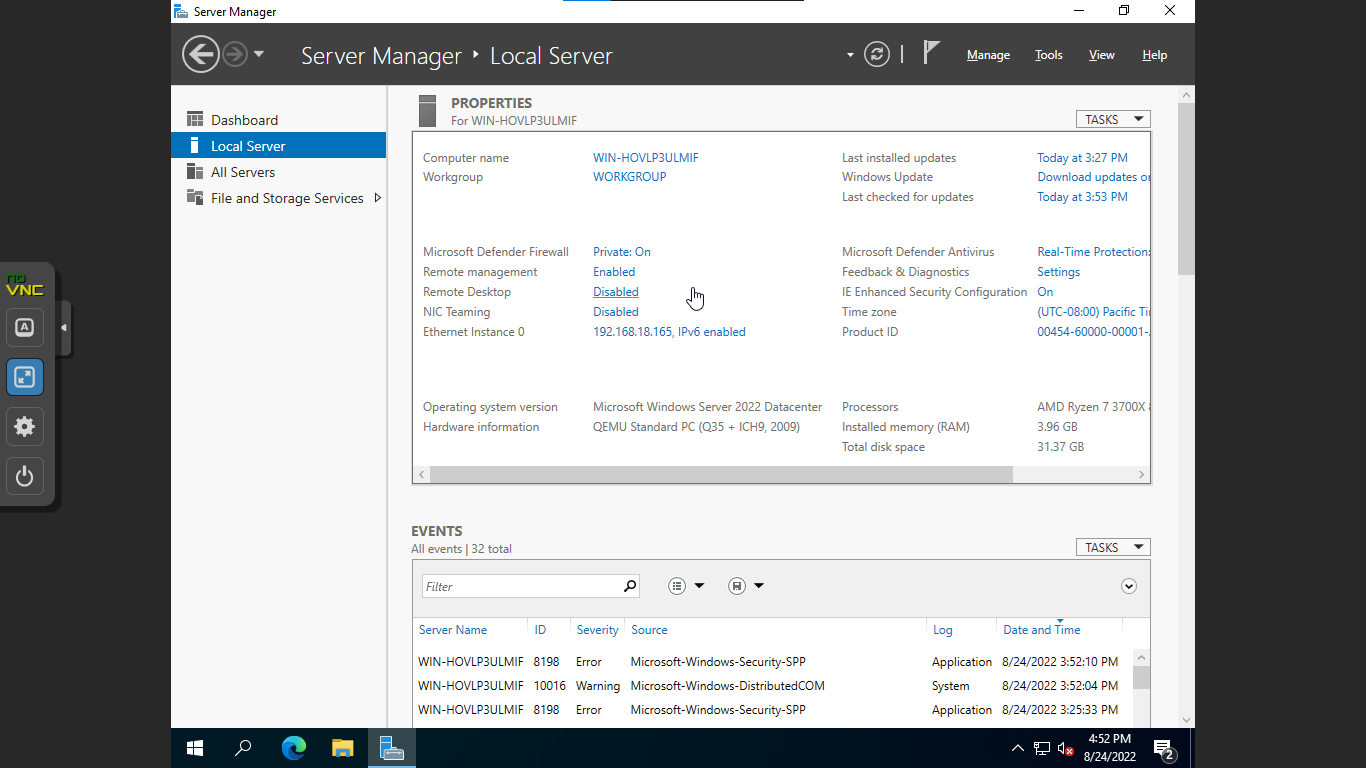 Server Manager
Server Manager Local Server
Manage Tools View Help
Dashboard
Local Server
All Servers
File and Storage Services
PROPERTIES
For WIN-HOVLP3ULMIF
TASKS
Computer name WIN-HOVLP3ULMIF Last installed updates Today at 3:27 PM
Workgroup WORKGROUP Windows Update Download updates or
Last checked for updates Today at 3:53 PM
Microsoft Defender Firewall Private: On Microsoft Defender Antivirus Real-Time Protection:
Remote management Enabled Feedback & Diagnostics Settings
Remote Desktop Disabled IE Enhanced Security Configuration On
NIC Teaming Disabled Time zone (UTC-08:00) Pacific Ti
Ethernet Instance 0 192.168.18.165, IPv6 enabled Product ID 00454-60000-00001-
Operating system version Microsoft Windows Server 2022 Datacenter Processors AMD Ryzen 7 3700X
Hardware information QEMU Standard PC (Q35 + ICH9, 2009) Installed memory (RAM) 3.96 GB
Total disk space 31.37 GB
EVENTS
All events | 32 total
TASKS
Filter
Server Name ID Severity Source Log Date and Time
WIN-HOVLP3ULMIF 8198 Error Microsoft-Windows-Security-SPP Application 8/24/2022 3:52:10 PM
WIN-HOVLP3ULMIF 10016 Warning Microsoft-Windows-DistributedCOM System 8/24/2022 3:52:04 PM
WIN-HOVLP3ULMIF 8198 Error Microsoft-Windows-Security-SPP Application 8/24/2022 3:25:33 PM
no
VNC
A
4:52 PM
8/24/2022
2